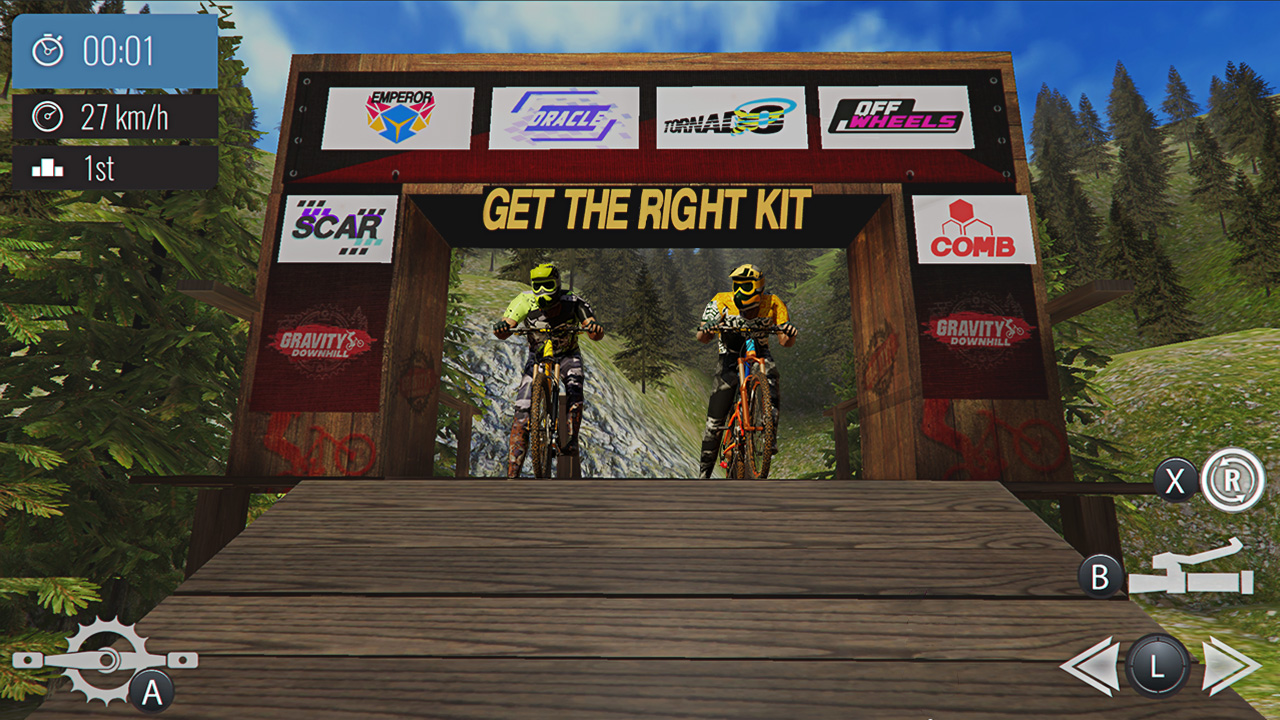 00:01
27 km/h
1st
EMPEROR
ORACLE
TORNADO
OFF
WHEELS
GET THE RIGHT KIT
SCAR
COMB
GRAVITY
DOWNHILL
GRAVITY
DOWNHILL
X
R
B
A
L